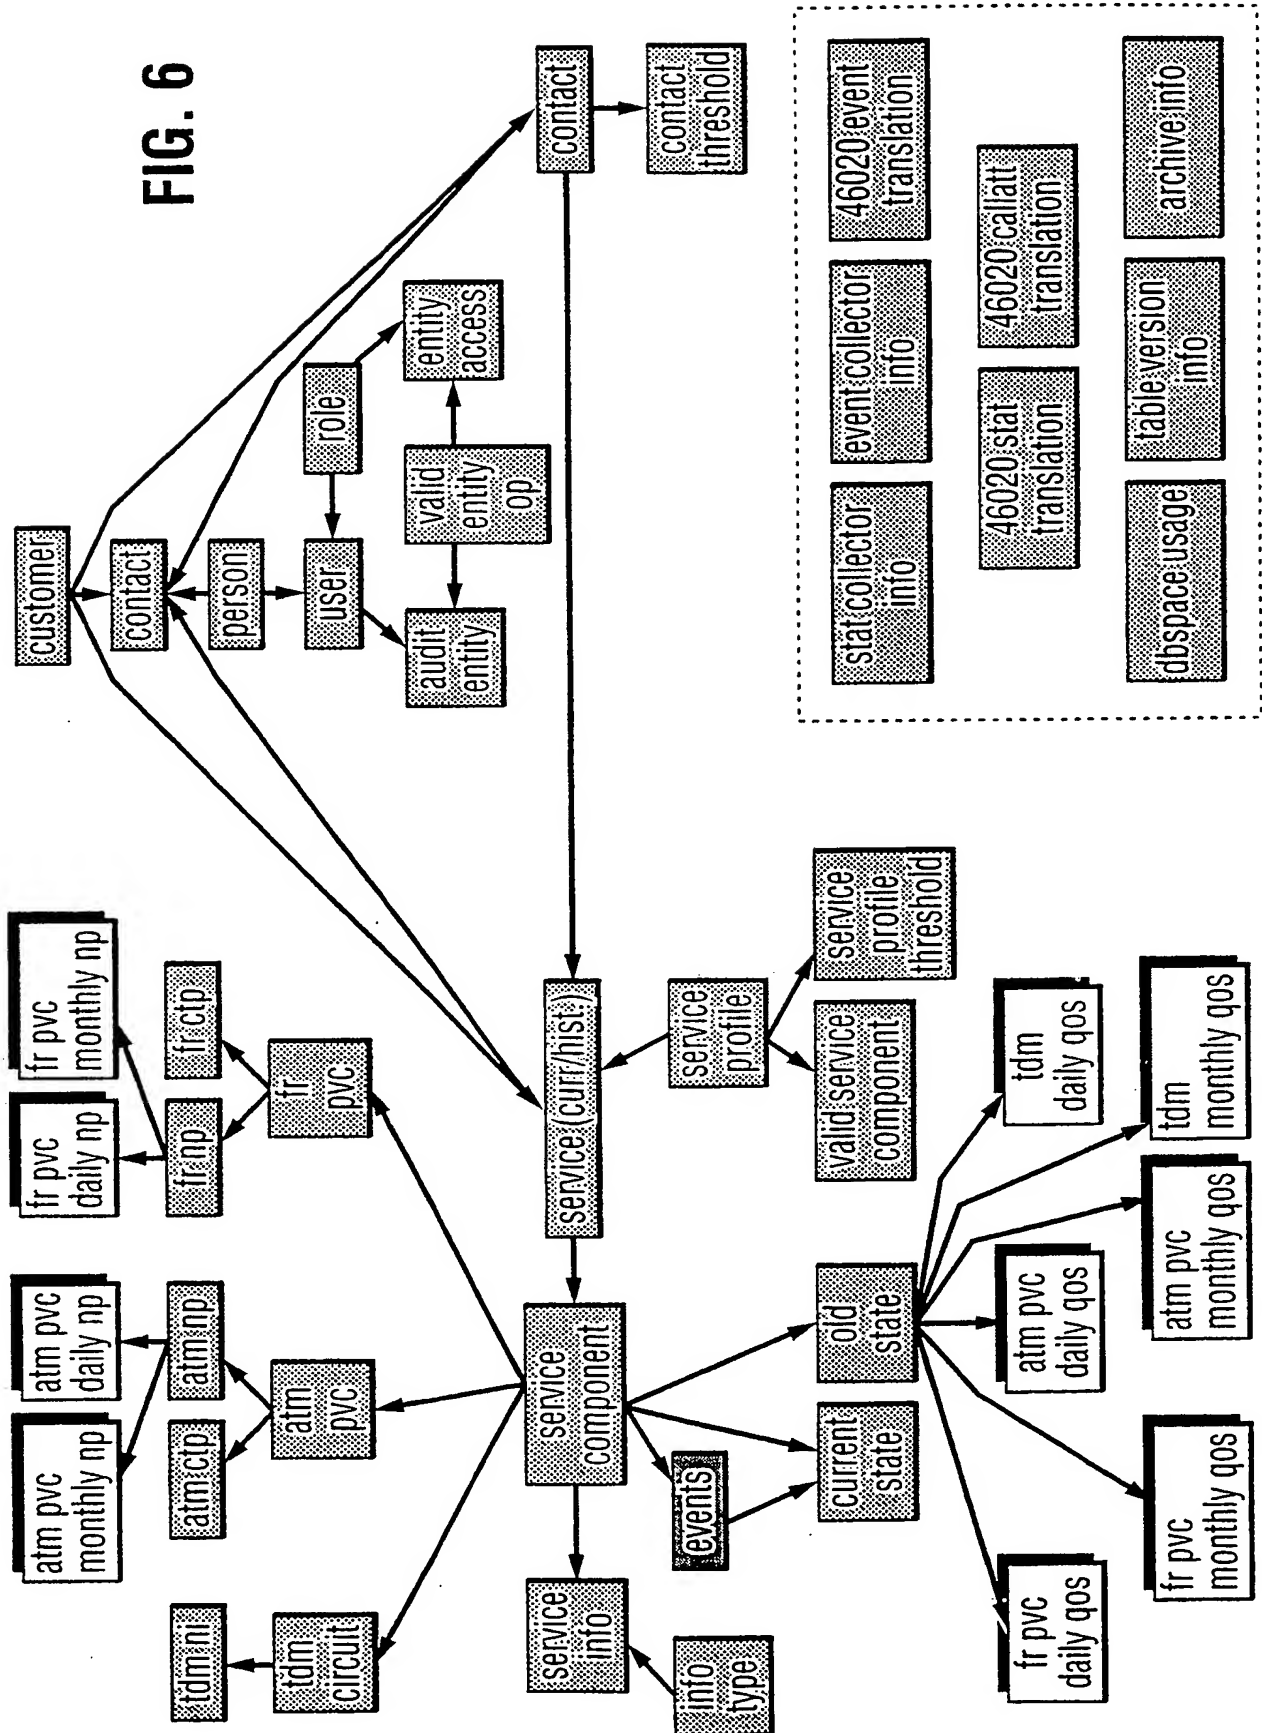 FIG. 6
customer
contact
person
user
role
audit
entity
valid
entity
op
entity
access
contact
contact
threshold
atm pvc
monthly np
atm pvc
daily np
fr pvc
daily np
fr pvc
monthly np
tdm ni
atm ctp
atm np
fr np
fr ctp
tdm
circuit
atm
pvc
fr
pvc
service
info
service
component
service (curr/hist.)
info
type
events
service
profile
current
state
old
state
valid service
component
service
profile
threshold
fr pvc
daily qos
atm pvc
daily qos
tdm
daily qos
fr pvc
monthly qos
atm pvc
monthly qos
tdm
monthly qos
stat collector
info
event collector
info
46020 event
translation
46020 stat
translation
46020 callatt
translation
dbspace usage
table version
info
archive info